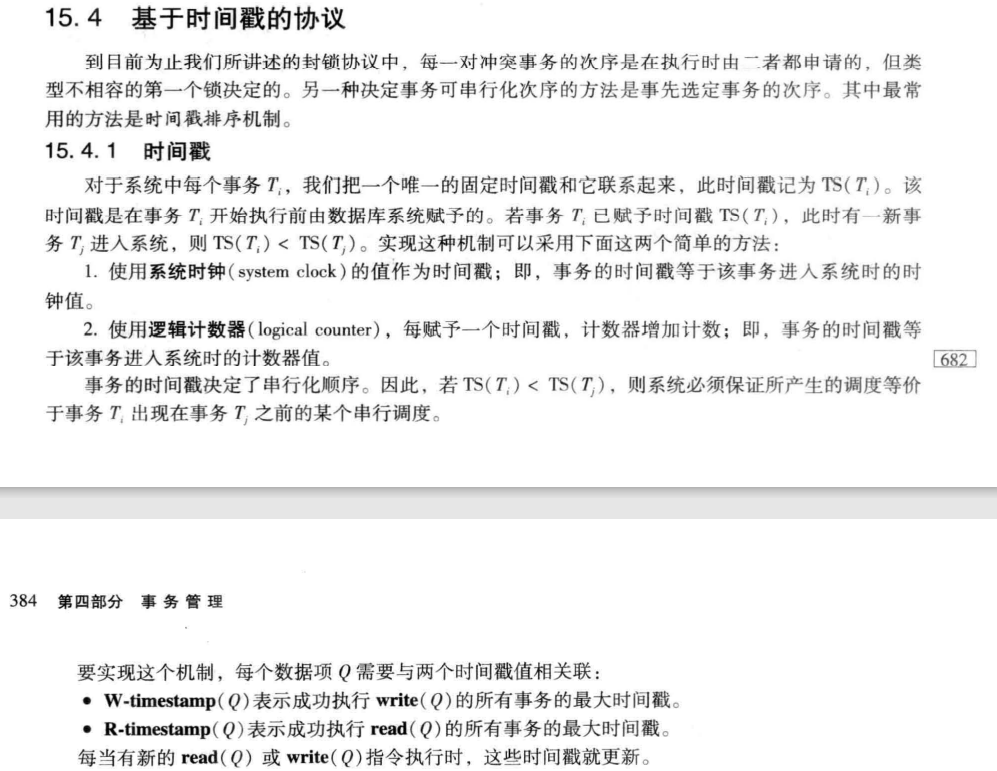 15.4 基于时间戳的协议
到目前为止我们所讲述的封锁协议中，每一对冲突事务的次序是在执行时由二者都申请的，但类
型不相容的第一个锁决定的。另一种决定事务可串行化次序的方法是事先选定事务的次序。其中最常
用的方法是时间戳排序机制。
15.4.1 时间戳
对于系统中每个事务 Tᵢ，我们把一个唯一的固定时间戳和它联系起来，此时间戳记为 TS(Tᵢ)。该
时间戳是在事务 Tᵢ 开始执行前由数据库系统赋予的。若事务 Tᵢ 已赋予时间戳 TS(Tᵢ)，此时有一新事
务 Tⱼ 进入系统，则 TS(Tᵢ) < TS(Tⱼ)。实现这种机制可以采用下面这两个简单的方法：
1. 使用系统时钟(system clock)的值作为时间戳；即，事务的时间戳等于该事务进入系统时的时
钟值。
2. 使用逻辑计数器(logical counter)，每赋予一个时间戳，计数器增加计数；即，事务的时间戳等
于该事务进入系统时的计数器值。
682
事务的时间戳决定了串行化顺序。因此，若 TS(Tᵢ) < TS(Tⱼ)，则系统必须保证所产生的调度等价
于事务 Tᵢ 出现在事务 Tⱼ 之前的某个串行调度。
384 第四部分 事务管理
要实现这个机制，每个数据项 Q 需要与两个时间戳值相关联：
• W-timestamp(Q)表示成功执行 write(Q)的所有事务的最大时间戳。
• R-timestamp(Q)表示成功执行 read(Q)的所有事务的最大时间戳。
每当有新的 read(Q) 或 write(Q)指令执行时，这些时间戳就更新。